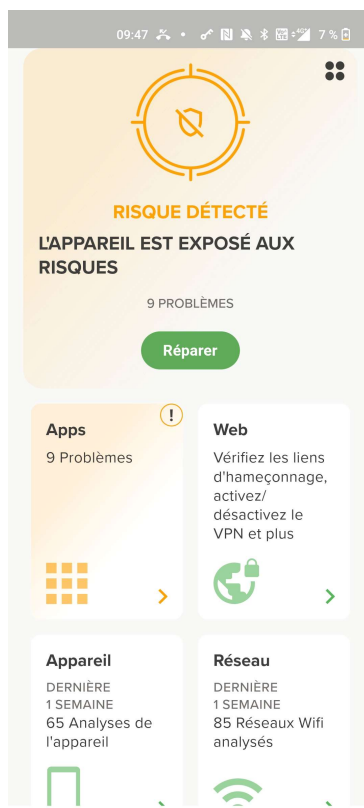 09:47
7 %
RISQUE DÉTECTÉ
L'APPAREIL EST EXPOSÉ AUX
RISQUES
9 PROBLÈMES
Réparer
Apps
9 Problèmes
Web
Vérifiez les liens
d'hameçonnage,
activez/
désactivez le
VPN et plus
Appareil
DERNIÈRE
1 SEMAINE
65 Analyses de
l'appareil
Réseau
DERNIÈRE
1 SEMAINE
85 Réseaux Wifi
analysés